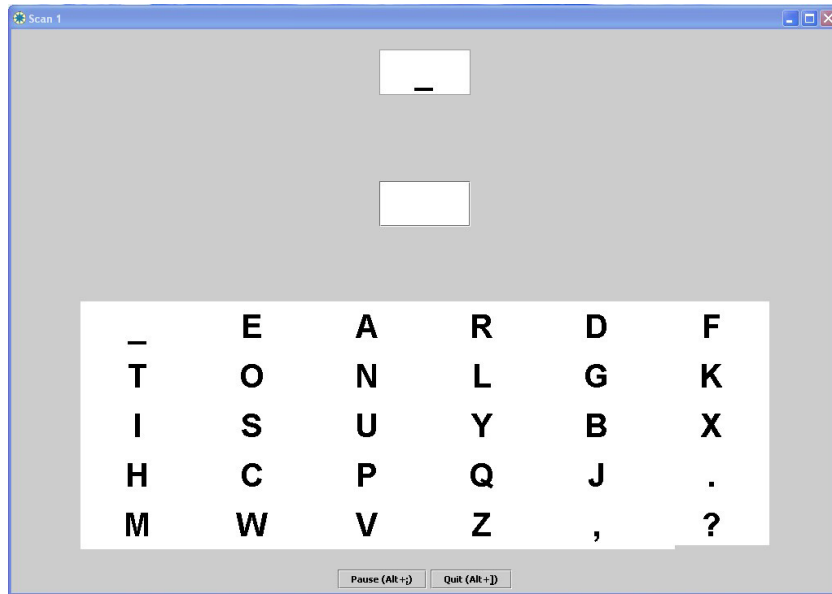 Scan 1
_
_ E A R D F
T O N L G K
I S U Y B X
H C P Q J .
M W V Z , ?
Pause (Alt+;) Quit (Alt+])